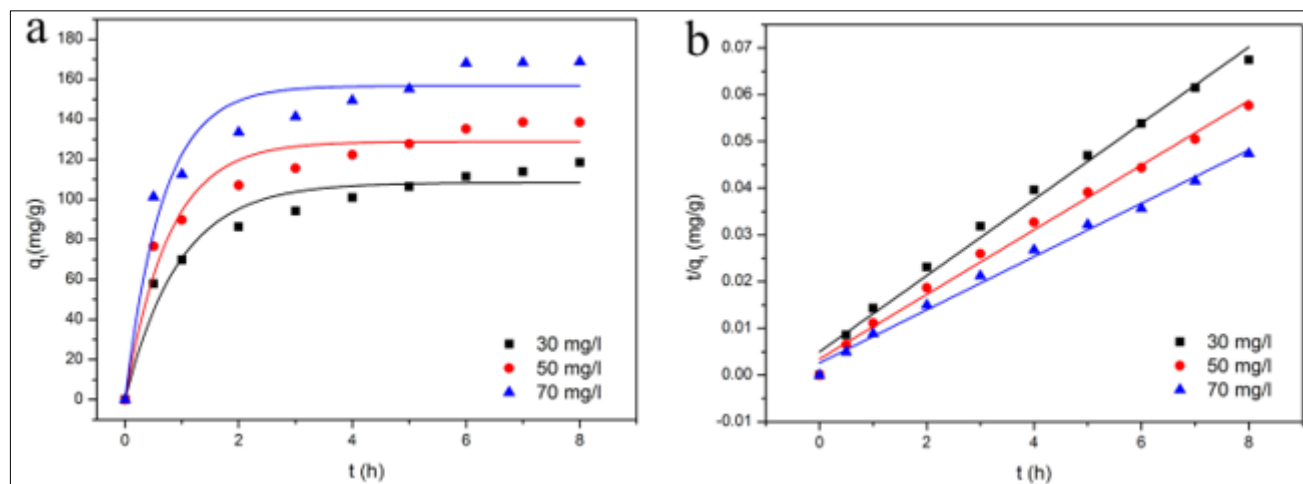 a
180
160
140
120
100
80
60
40
20
0
qt(mg/g)
0 2 4 6 8
t (h)
30 mg/l
50 mg/l
70 mg/l
b
0.07
0.06
0.05
0.04
0.03
0.02
0.01
0.00
-0.01
t/qt (mg/g)
0 2 4 6 8
t (h)
30 mg/l
50 mg/l
70 mg/l